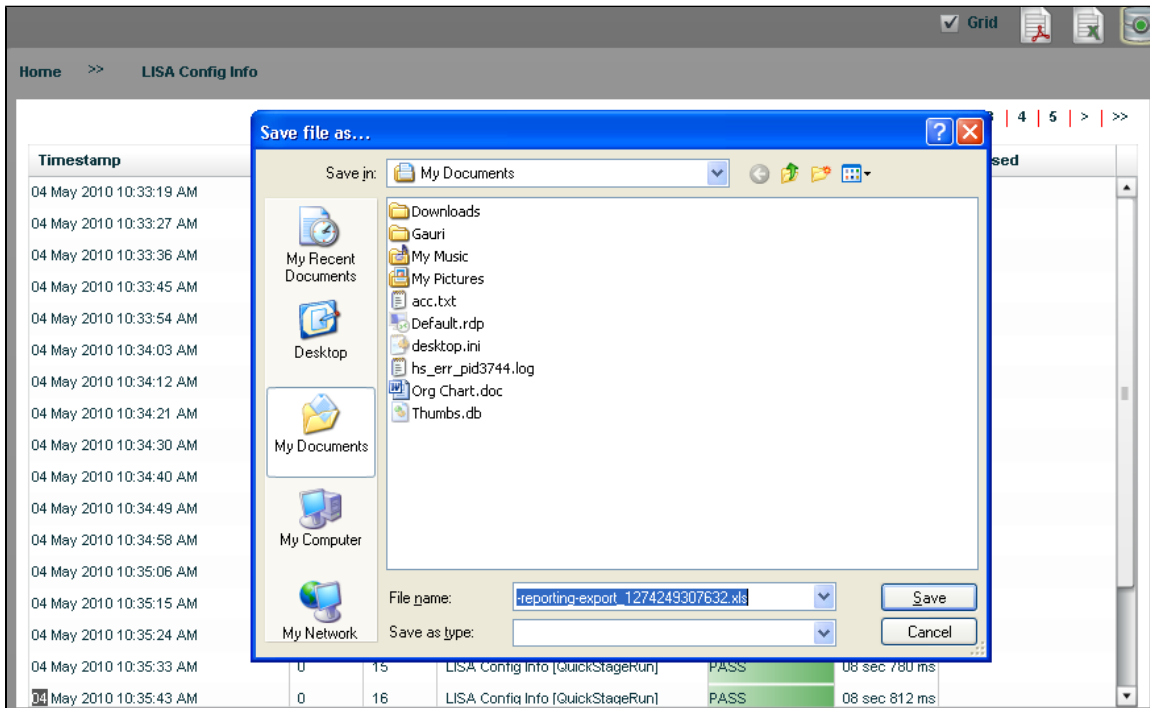 Grid
Home >> LISA Config Info
| 4 | 5 | > | >>
Save file as...
Timestamp
sed
Save in: My Documents
04 May 2010 10:33:19 AM
04 May 2010 10:33:27 AM
04 May 2010 10:33:36 AM
04 May 2010 10:33:45 AM
04 May 2010 10:33:54 AM
04 May 2010 10:34:03 AM
04 May 2010 10:34:12 AM
04 May 2010 10:34:21 AM
04 May 2010 10:34:30 AM
04 May 2010 10:34:40 AM
04 May 2010 10:34:49 AM
04 May 2010 10:34:58 AM
04 May 2010 10:35:06 AM
04 May 2010 10:35:15 AM
04 May 2010 10:35:24 AM
My Recent
Documents
Desktop
My Documents
My Computer
My Network
Downloads
Gauri
My Music
My Pictures
acc.txt
Default.rdp
desktop.ini
hs_err_pid3744.log
Org Chart.doc
Thumbs.db
File name: -reporting-export_1274249307632.xls Save
Save as type: Cancel
04 May 2010 10:35:33 AM 0 15 LISA Config Info [QuickStageRun] PASS 08 sec 780 ms
04 May 2010 10:35:43 AM 0 16 LISA Config Info [QuickStageRun] PASS 08 sec 812 ms